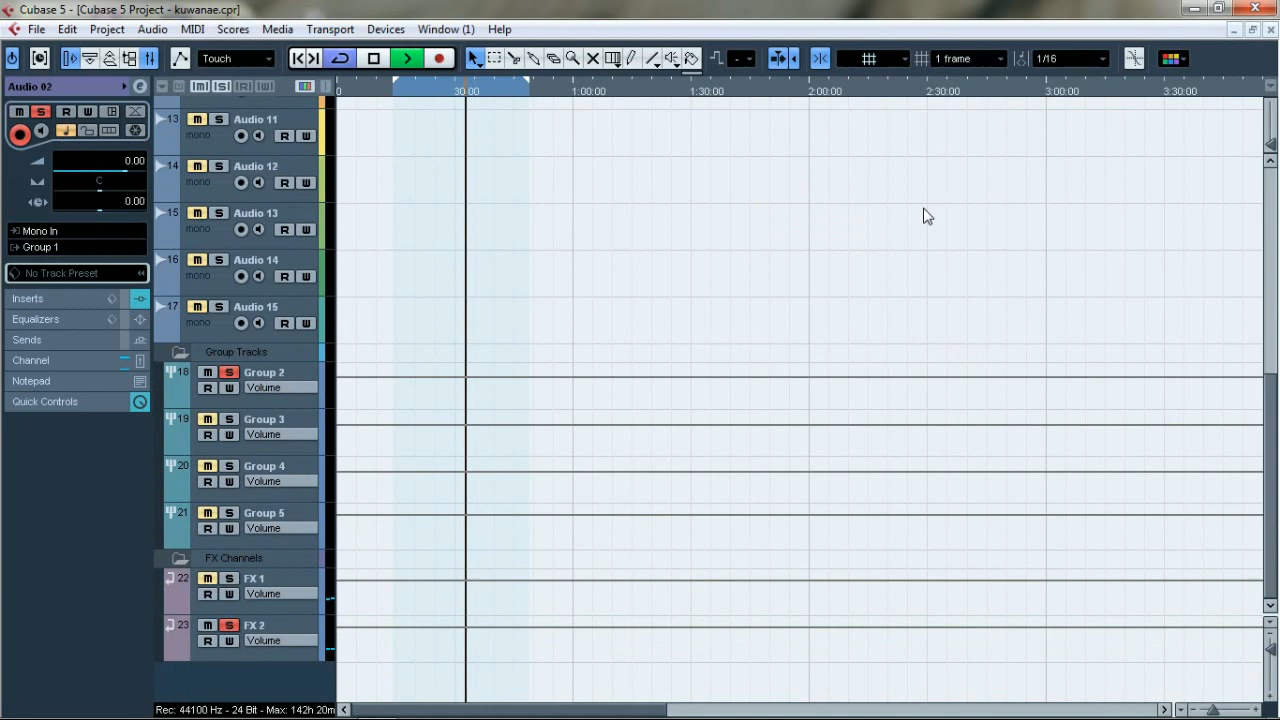 Cubase 5 - [Cubase 5 Project - kuwanae.cpr]
File Edit Project Audio MIDI Scores Media Transport Devices Window (1) Help
Touch 1 frame 1/16
Audio 02
M S R W
0.00
C
0.00
Mono In
Group 1
No Track Preset
Inserts
Equalizers
Sends
Channel
Notepad
Quick Controls
0 30:00 1:00:00 1:30:00 2:00:00 2:30:00 3:00:00 3:30:00
13 M S Audio 11
mono R W
14 M S Audio 12
mono R W
15 M S Audio 13
mono R W
16 M S Audio 14
mono R W
17 M S Audio 15
mono R W
Group Tracks
18 M S Group 2
R W Volume
19 M S Group 3
R W Volume
20 M S Group 4
R W Volume
21 M S Group 5
R W Volume
FX Channels
22 M S FX 1
R W Volume
23 M S FX 2
R W Volume
Rec: 44100 Hz - 24 Bit - Max: 142h 20m